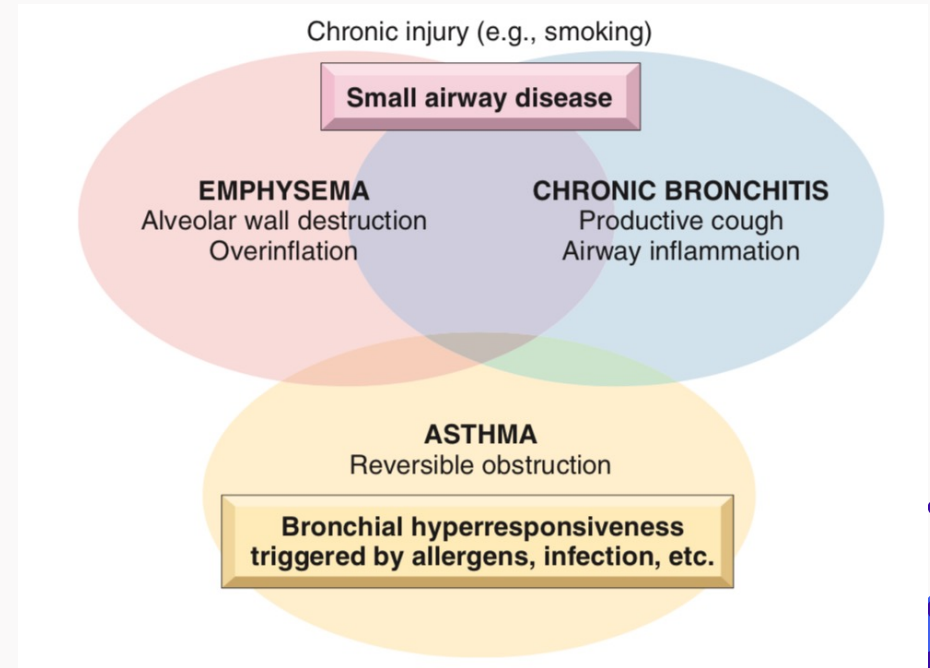 Chronic injury (e.g., smoking)
Small airway disease
EMPHYSEMA
Alveolar wall destruction
Overinflation
CHRONIC BRONCHITIS
Productive cough
Airway inflammation
ASTHMA
Reversible obstruction
Bronchial hyperresponsiveness
triggered by allergens, infection, etc.